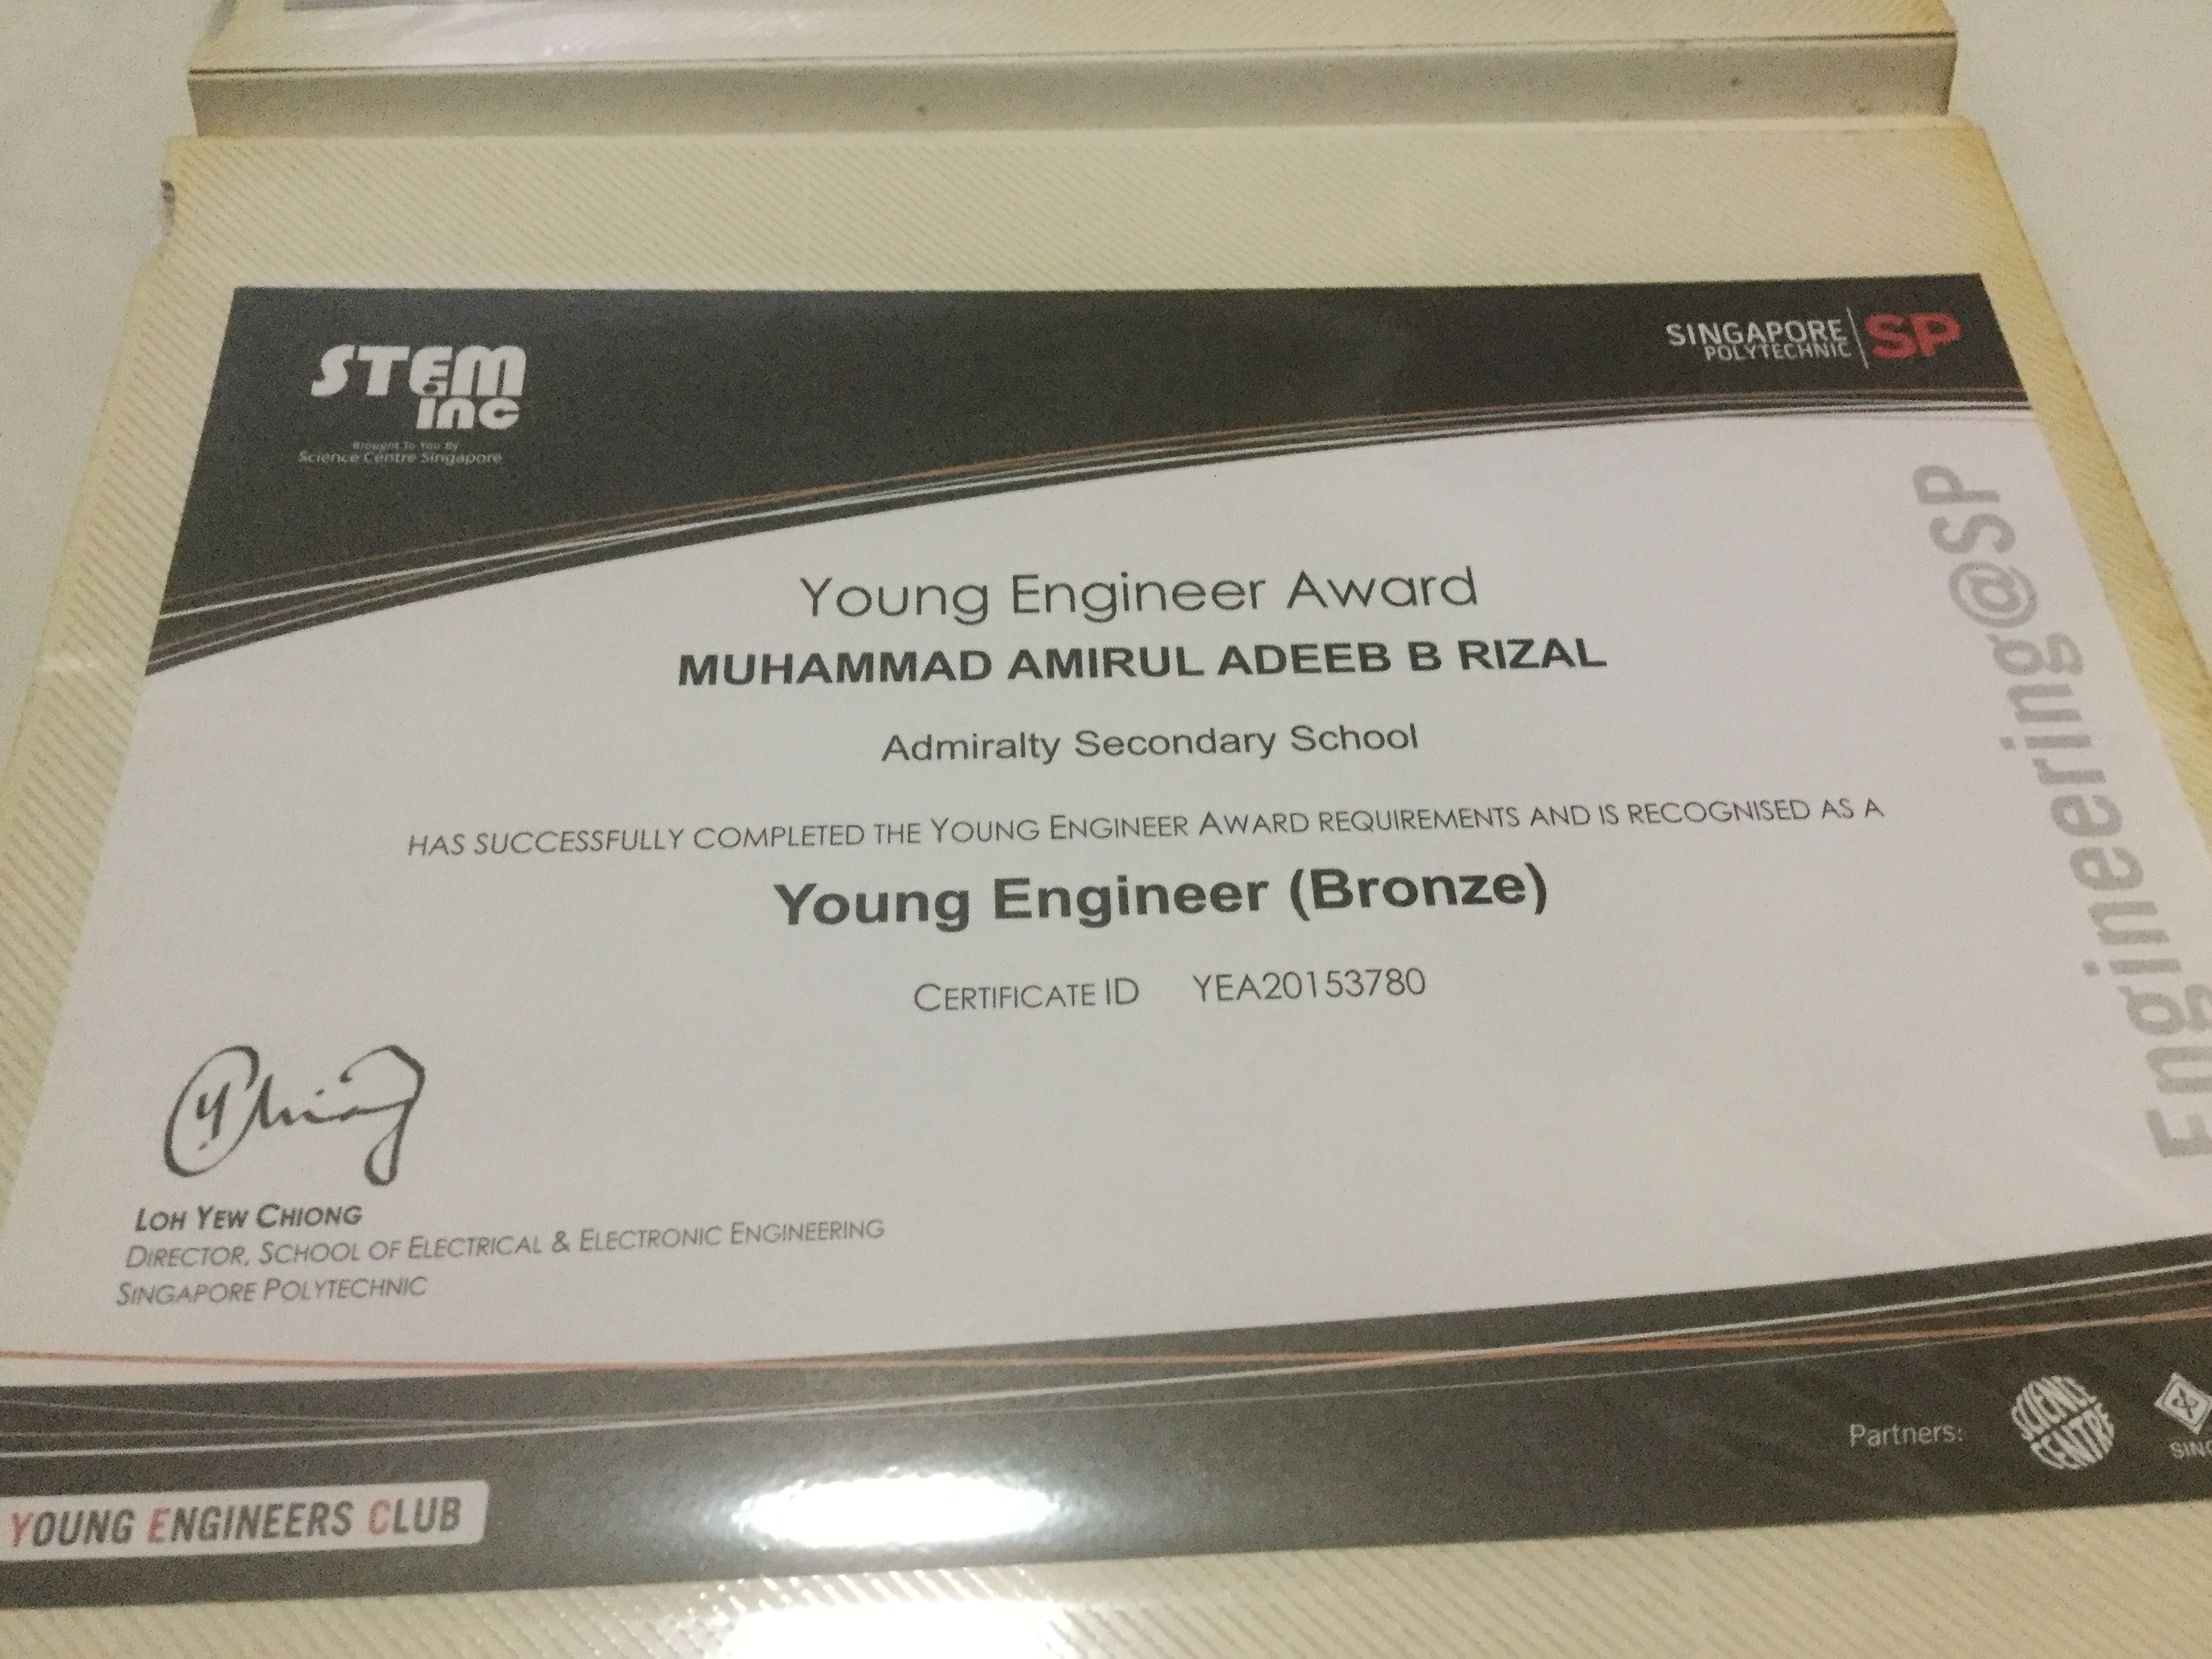 STEM
inc
Brought To You By
Science Centre Singapore
SINGAPORE
POLYTECHNIC
SP
Young Engineer Award
MUHAMMAD AMIRUL ADEEB B RIZAL
Admiralty Secondary School
HAS SUCCESSFULLY COMPLETED THE YOUNG ENGINEER AWARD REQUIREMENTS AND IS RECOGNISED AS A
Young Engineer (Bronze)
CERTIFICATE ID YEA20153780
Engineering@SP
LOH YEW CHIONG
DIRECTOR, SCHOOL OF ELECTRICAL & ELECTRONIC ENGINEERING
SINGAPORE POLYTECHNIC
Partners:
SCIENCE
CENTRE
YOUNG ENGINEERS CLUB